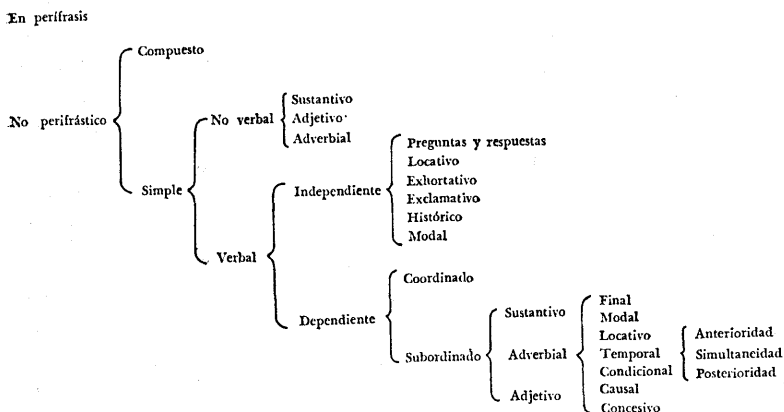 En perífrasis
Compuesto
No perifrástico
Simple
No verbal
Sustantivo
Adjetivo
Adverbial
Verbal
Independiente
Preguntas y respuestas
Locativo
Exhortativo
Exclamativo
Histórico
Modal
Dependiente
Coordinado
Subordinado
Sustantivo
Adverbial
Adjetivo
Final
Modal
Locativo
Temporal
Condicional
Causal
Concesivo
Anterioridad
Simultaneidad
Posterioridad